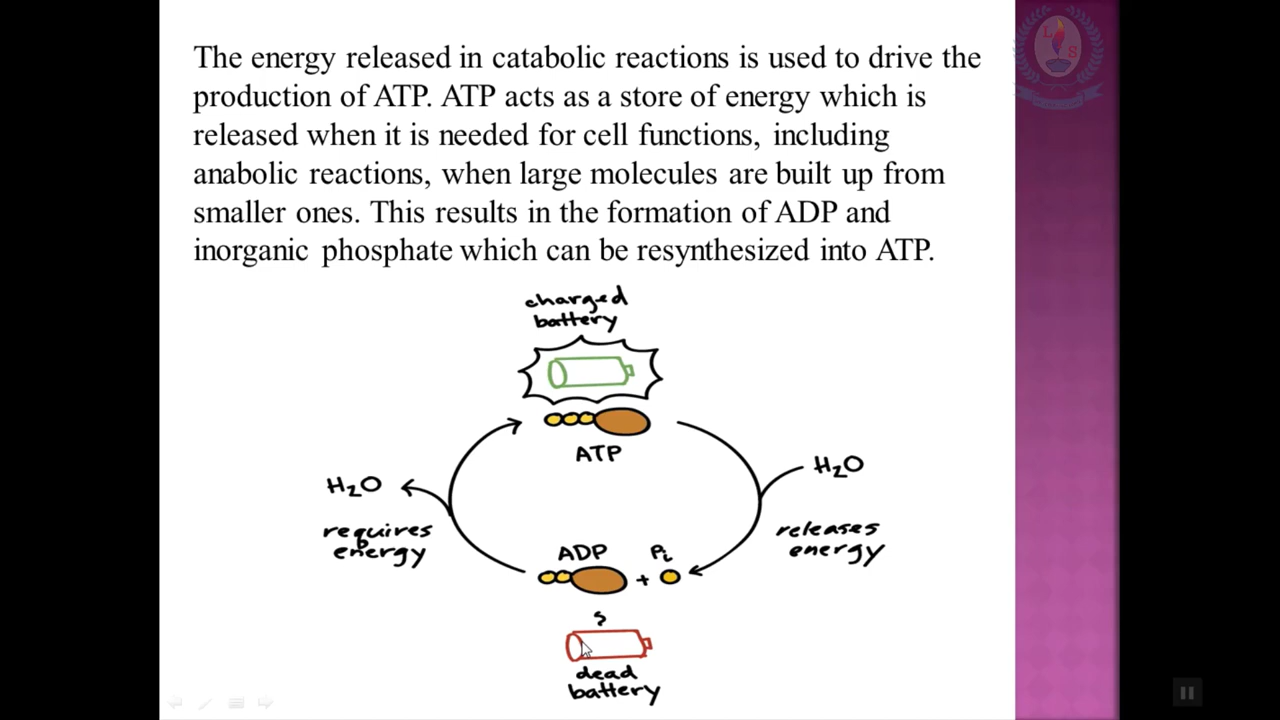 The energy released in catabolic reactions is used to drive the
production of ATP. ATP acts as a store of energy which is
released when it is needed for cell functions, including
anabolic reactions, when large molecules are built up from
smaller ones. This results in the formation of ADP and
inorganic phosphate which can be resynthesized into ATP.
charged
battery
ATP
H2O
H2O
requires
energy
releases
energy
ADP + Pi
dead
battery
L S